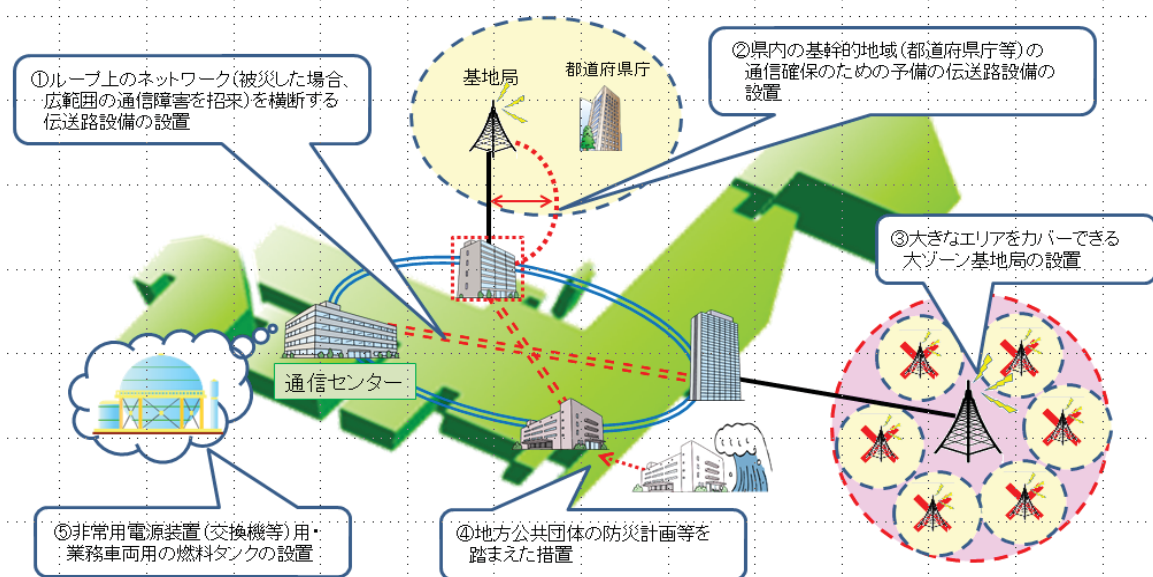 ①ループ上のネットワーク(被災した場合、
広範囲の通信障害を招来)を横断する
伝送路設備の設置
基地局
都道府県庁
②県内の基幹的地域(都道府県庁等)の
通信確保のための予備の伝送路設備の
設置
③大きなエリアをカバーできる
大ゾーン基地局の設置
通信センター
⑤非常用電源装置(交換機等)用・
業務車両用の燃料タンクの設置
④地方公共団体の防災計画等を
踏まえた措置